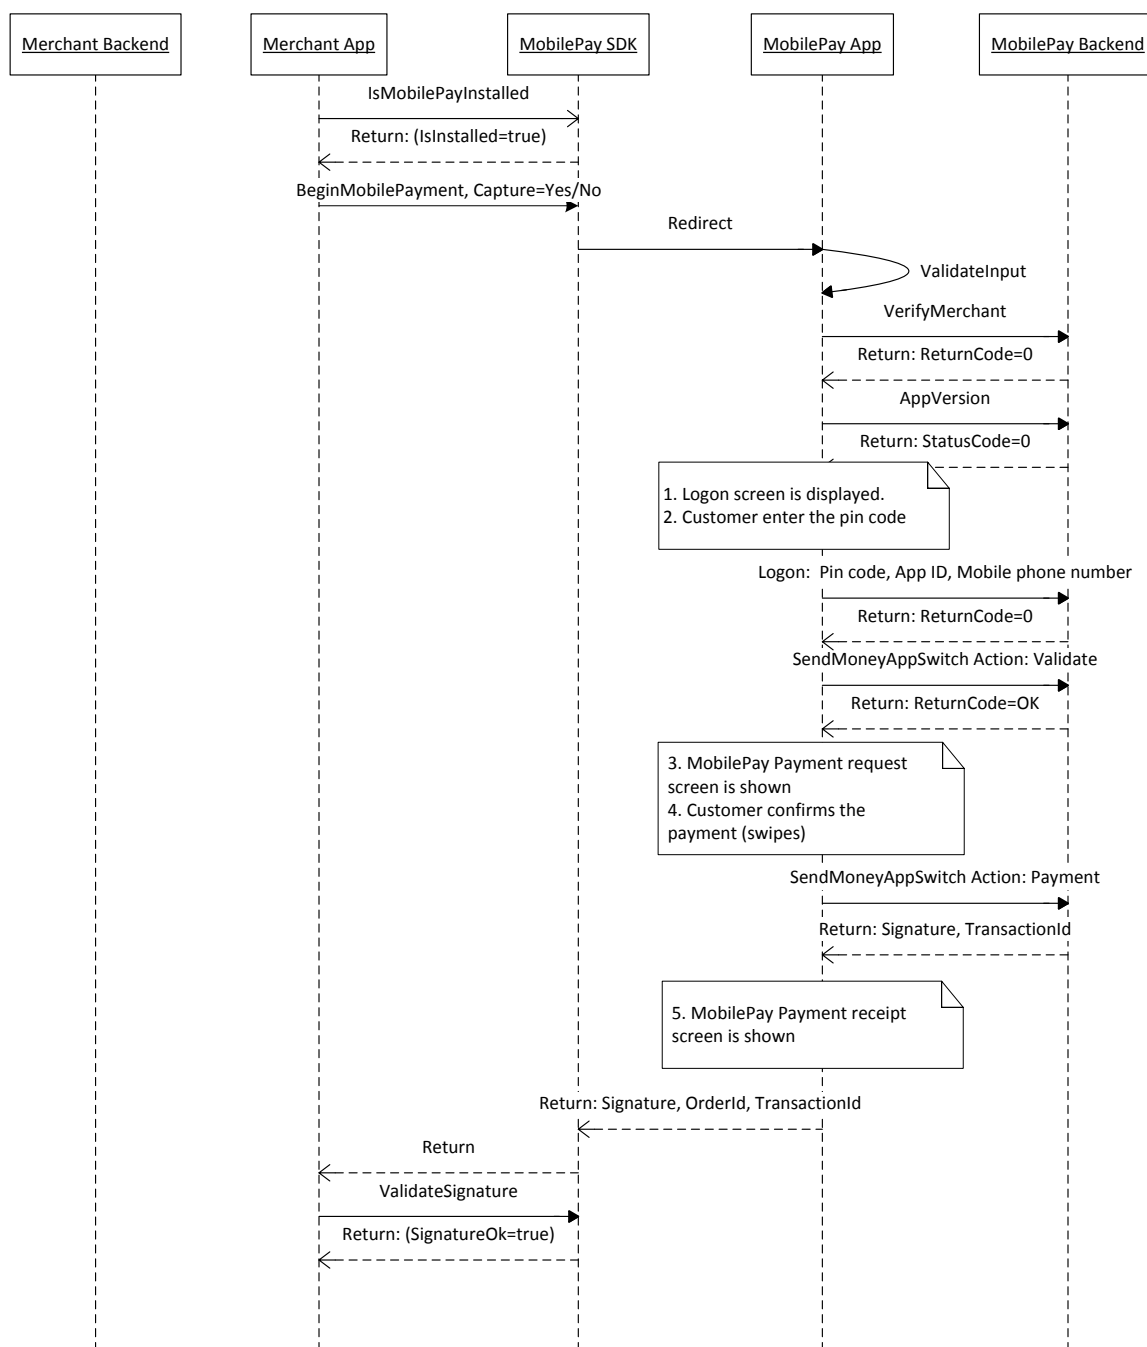 Merchant Backend
Merchant App
MobilePay SDK
MobilePay App
MobilePay Backend
IsMobilePayInstalled
Return: (IsInstalled=true)
BeginMobilePayment, Capture=Yes/No
Redirect
ValidateInput
VerifyMerchant
Return: ReturnCode=0
AppVersion
Return: StatusCode=0
1. Logon screen is displayed.
2. Customer enter the pin code
Logon: Pin code, App ID, Mobile phone number
Return: ReturnCode=0
SendMoneyAppSwitch Action: Validate
Return: ReturnCode=OK
3. MobilePay Payment request
screen is shown
4. Customer confirms the
payment (swipes)
SendMoneyAppSwitch Action: Payment
Return: Signature, TransactionId
5. MobilePay Payment receipt
screen is shown
Return: Signature, OrderId, TransactionId
Return
ValidateSignature
Return: (SignatureOk=true)